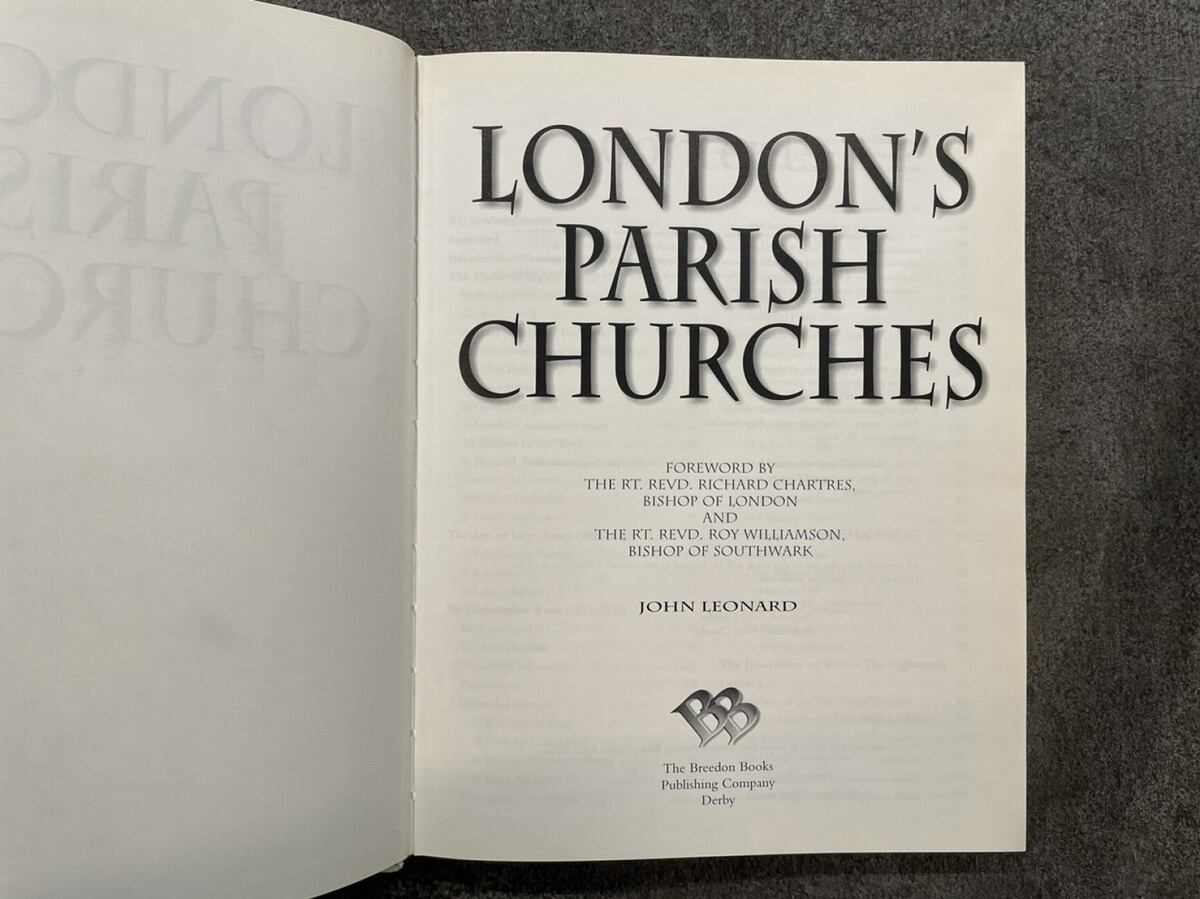 LONDON'S
PARISH
CHURCHES
FOREWORD BY
THE RT. REVD. RICHARD CHARTRES,
BISHOP OF LONDON
AND
THE RT. REVD. ROY WILLIAMSON,
BISHOP OF SOUTHWARK
JOHN LEONARD
BB
The Breedon Books
Publishing Company
Derby